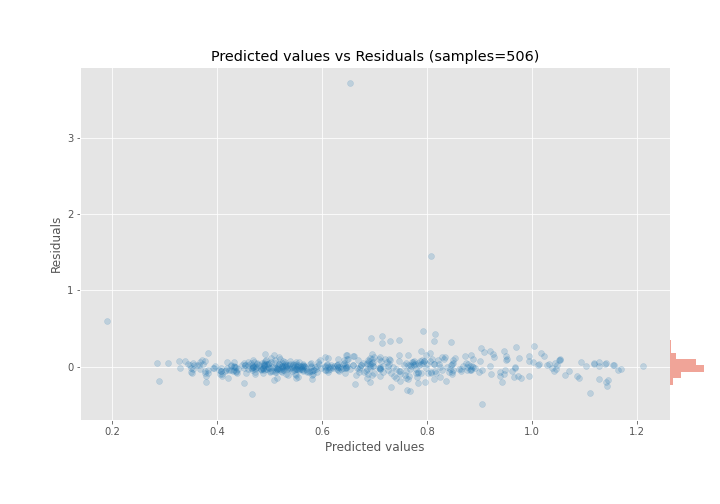 Predicted values vs Residuals (samples=506)
3
2
1
0
Residuals
0.2 0.4 0.6 0.8 1.0 1.2
Predicted values